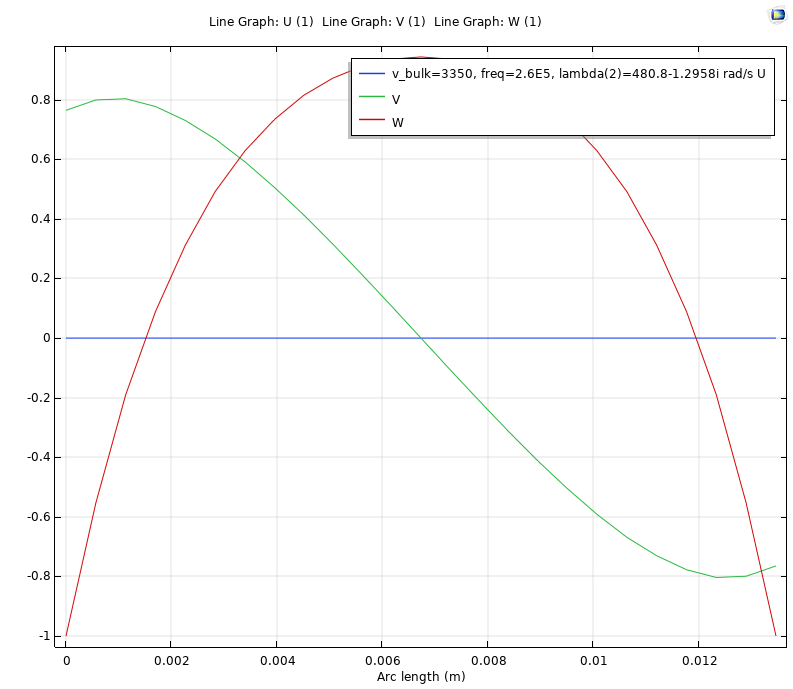 Line Graph: U (1) Line Graph: V (1) Line Graph: W (1)
v_bulk=3350, freq=2.6E5, lambda(2)=480.8-1.2958i rad/s U
V
W
0.8
0.6
0.4
0.2
0
-0.2
-0.4
-0.6
-0.8
-1
0 0.002 0.004 0.006 0.008 0.01 0.012
Arc length (m)